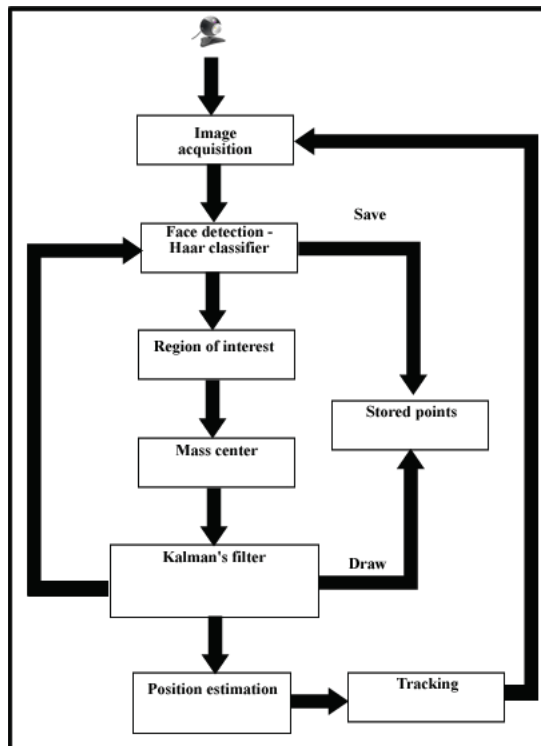 Image
acquisition
Save
Face detection -
Haar classifier
Region of interest
Stored points
Mass center
Kalman's filter
Draw
Position estimation
Tracking